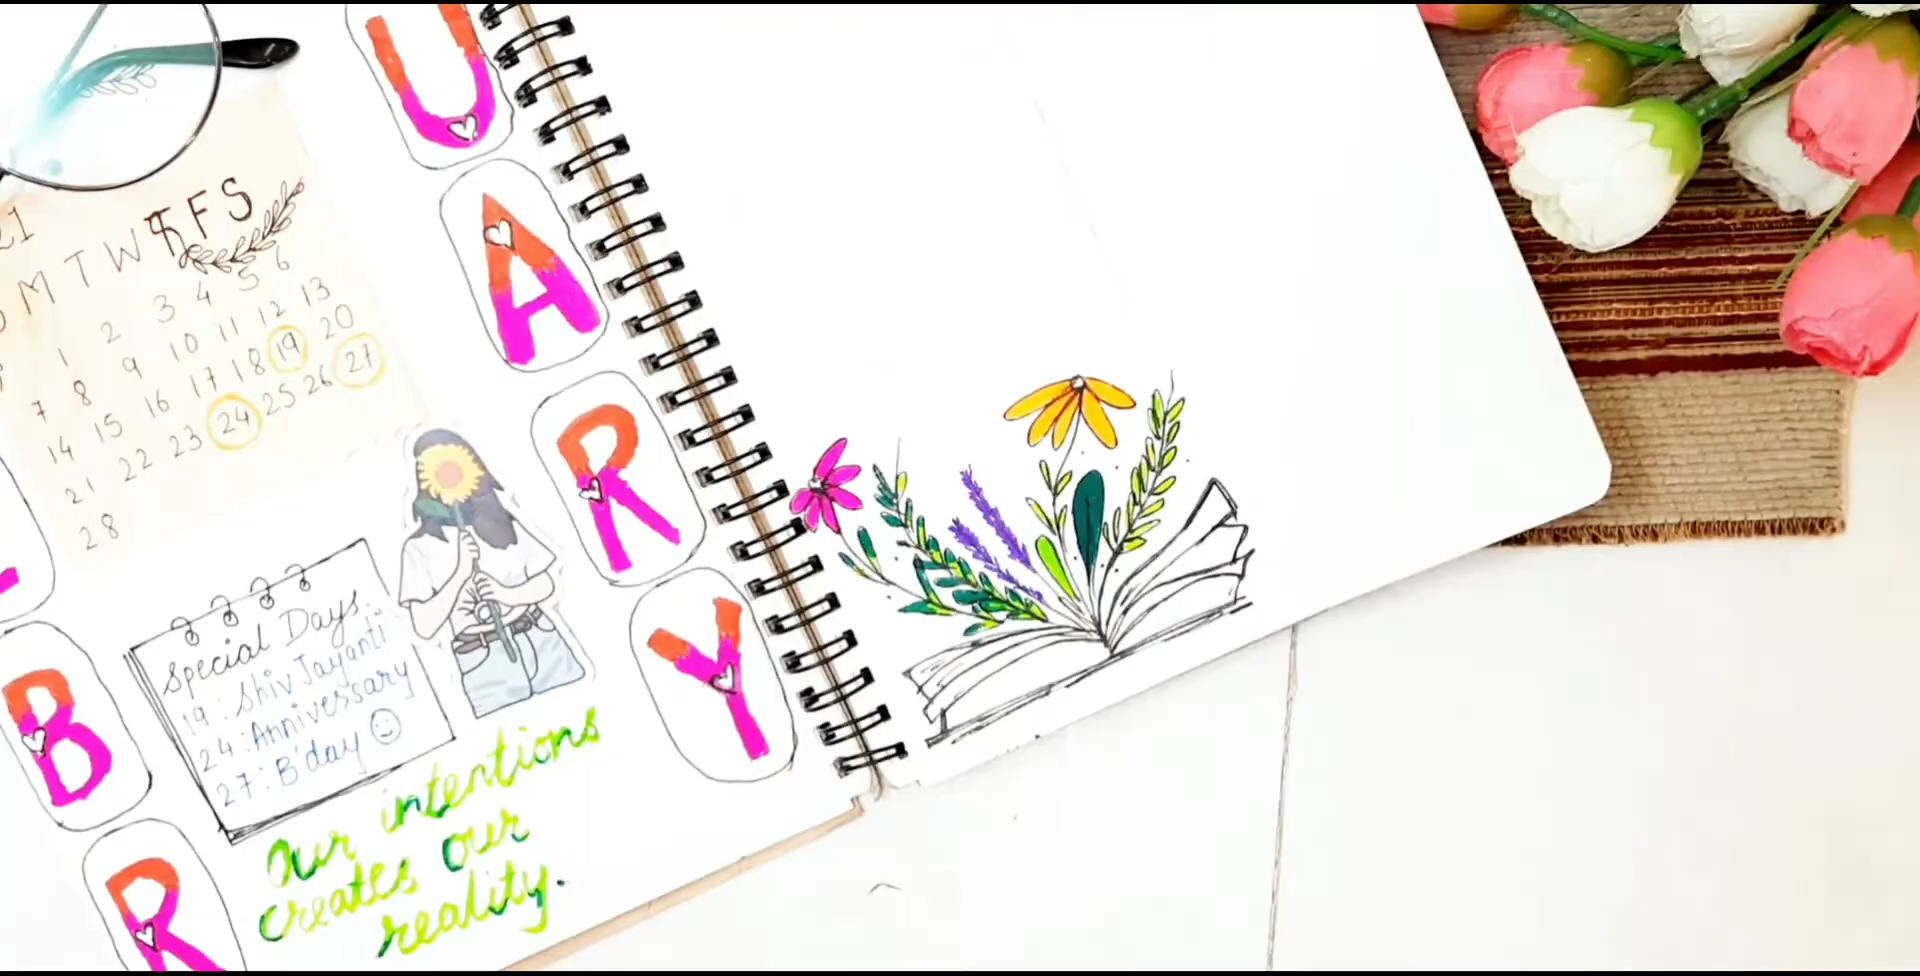 21
M T W T F S
1 2 3 4 5 6
7 8 9 10 11 12 13
14 15 16 17 18 19 20
21 22 23 24 25 26 27
28
Special Days:
19: Shiv Jayanti
24: Anniversary
27: B'day
Our intentions
creates our
reality.
B
R
U
A
R
Y